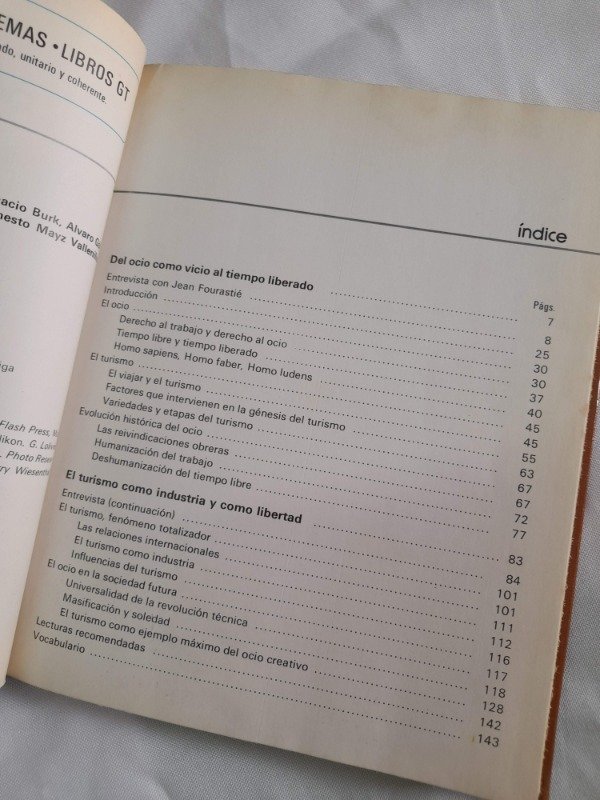 EMAS • LIBROS GT
do, unitario y coherente.
acio Burk, Alvaro
nesto Mayz
ga
Flash Press,
likon. G.
. Photo
ry
índice
Págs.
Del ocio como vicio al tiempo liberado ........ 7
Entrevista con Jean Fourastié ........ 8
Introducción ........ 25
El ocio ........ 30
Derecho al trabajo y derecho al ocio ........ 30
Tiempo libre y tiempo liberado ........ 37
Homo sapiens, Homo faber, Homo ludens ........ 40
El turismo ........ 45
El viajar y el turismo ........ 45
Factores que intervienen en la génesis del turismo ........ 55
Variedades y etapas del turismo ........ 63
Evolución histórica del ocio ........ 67
Las reivindicaciones obreras ........ 67
Humanización del trabajo ........ 72
Deshumanización del tiempo libre ........ 77
El turismo como industria y como libertad ........ 83
Entrevista (continuación) ........ 84
El turismo, fenómeno totalizador ........ 101
Las relaciones internacionales ........ 101
El turismo como industria ........ 111
Influencias del turismo ........ 112
El ocio en la sociedad futura ........ 116
Universalidad de la revolución técnica ........ 117
Masificación y soledad ........ 118
El turismo como ejemplo máximo del ocio creativo ........ 128
Lecturas recomendadas ........ 142
Vocabulario ........ 143